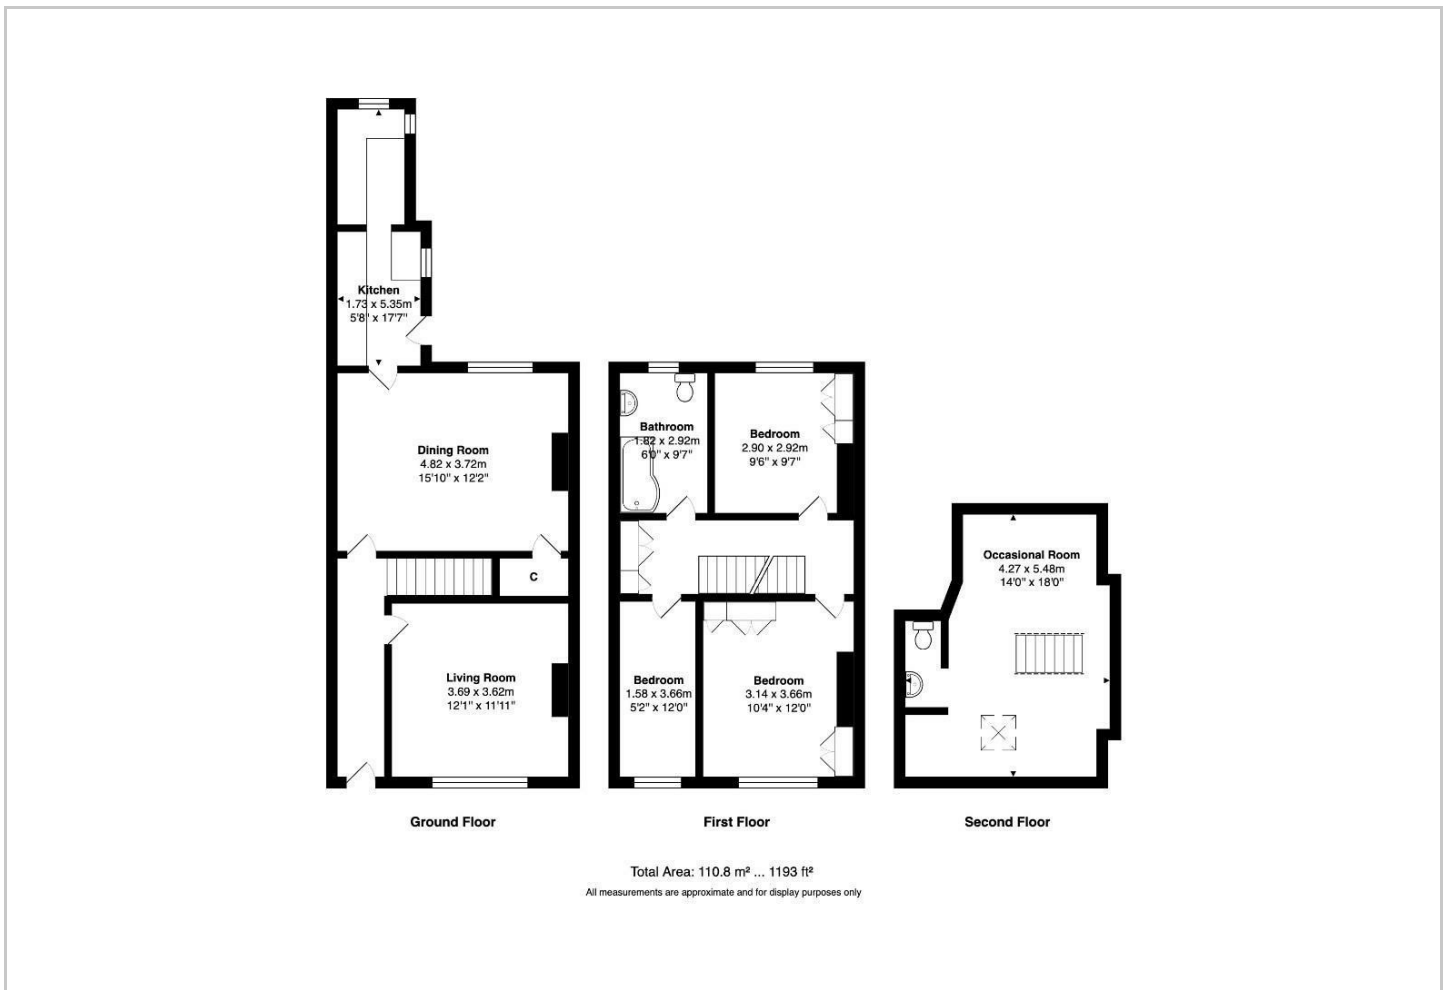 Kitchen
1.73 x 5.35m
5'8" x 17'7"
Dining Room
4.82 x 3.72m
15'10" x 12'2"
C
Living Room
3.69 x 3.62m
12'1" x 11'11"
Ground Floor
Bathroom
1.82 x 2.92m
6'0" x 9'7"
Bedroom
2.90 x 2.92m
9'6" x 9'7"
Bedroom
1.58 x 3.66m
5'2" x 12'0"
Bedroom
3.14 x 3.66m
10'4" x 12'0"
First Floor
Occasional Room
4.27 x 5.48m
14'0" x 18'0"
Second Floor
Total Area: 110.8 m² ... 1193 ft²
All measurements are approximate and for display purposes only